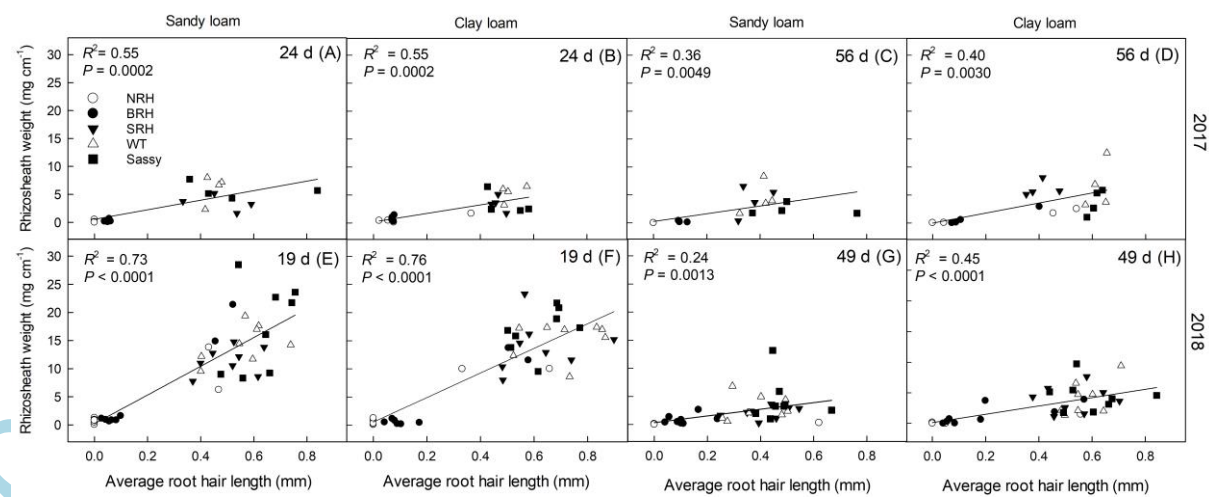 Sandy loam
Clay loam
Sandy loam
Clay loam
Rhizosheath weight (mg cm⁻¹)
30
25
20
15
10
5
0
R² = 0.55
P = 0.0002
24 d (A)
NRH
BRH
SRH
WT
Sassy
R² = 0.55
P = 0.0002
24 d (B)
R² = 0.36
P = 0.0049
56 d (C)
R² = 0.40
P = 0.0030
56 d (D)
2017
Rhizosheath weight (mg cm⁻¹)
30
25
20
15
10
5
0
R² = 0.73
P < 0.0001
19 d (E)
R² = 0.76
P < 0.0001
19 d (F)
R² = 0.24
P = 0.0013
49 d (G)
R² = 0.45
P < 0.0001
49 d (H)
2018
0.0 0.2 0.4 0.6 0.8
0.0 0.2 0.4 0.6 0.8
0.0 0.2 0.4 0.6 0.8
0.0 0.2 0.4 0.6 0.8
Average root hair length (mm)
Average root hair length (mm)
Average root hair length (mm)
Average root hair length (mm)